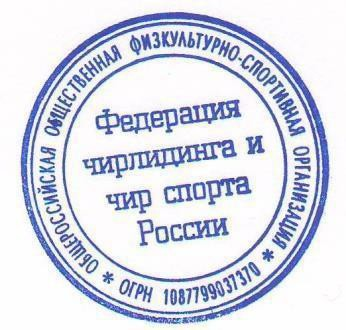 ОБЩЕРОССИЙСКАЯ ОБЩЕСТВЕННАЯ ФИЗКУЛЬТУРНО-СПОРТИВНАЯ ОРГАНИЗАЦИЯ
* ОГРН 1087799037370 *
Федерация
чирлидинга и
чир спорта
России